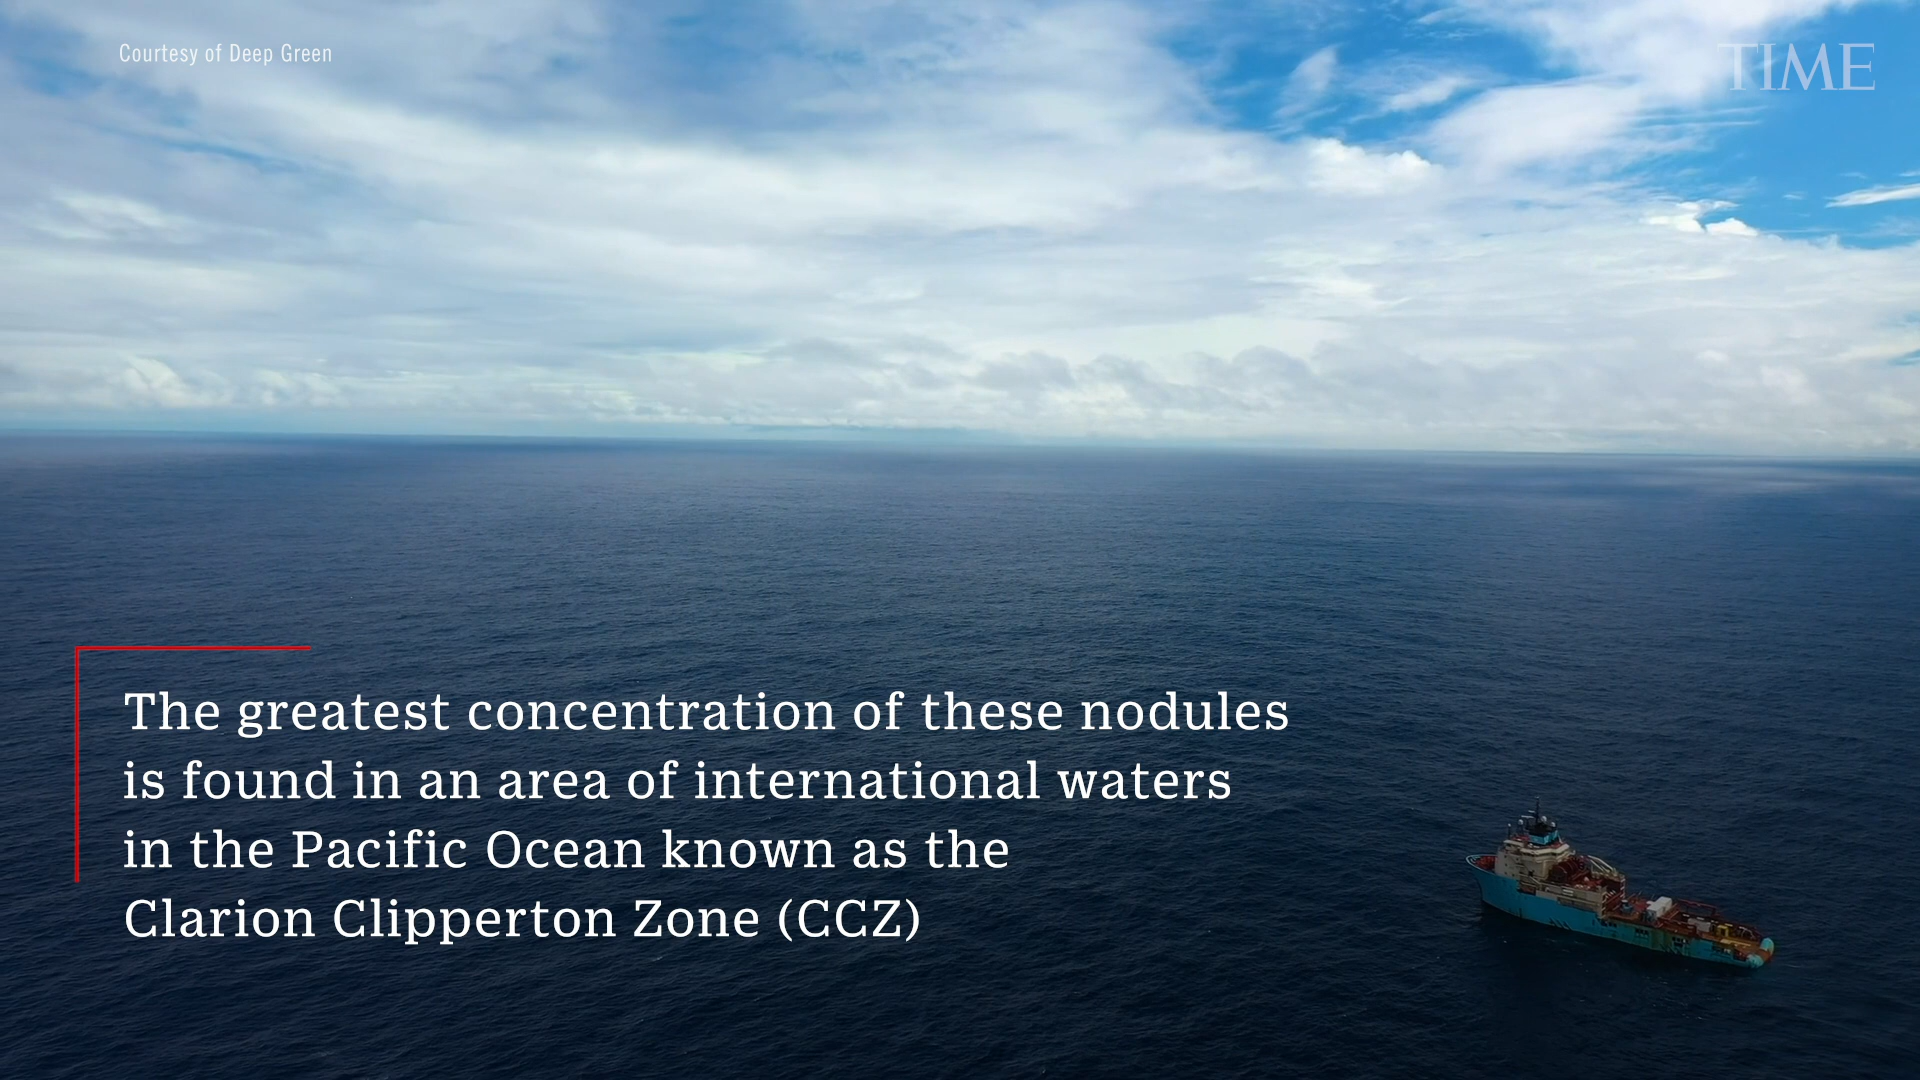 Courtesy of Deep Green
TIME
The greatest concentration of these nodules
is found in an area of international waters
in the Pacific Ocean known as the
Clarion Clipperton Zone (CCZ)